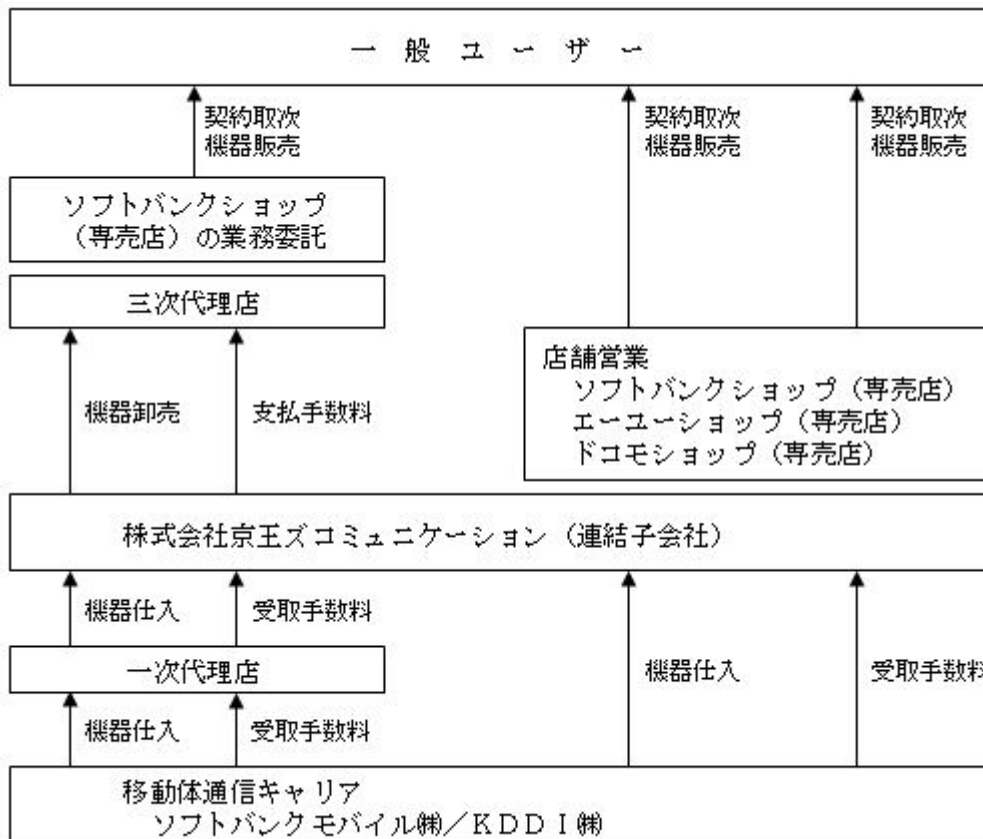 一般ユーザー
契約取次
機器販売
契約取次
機器販売
契約取次
機器販売
ソフトバンクショップ
（専売店）の業務委託
三次代理店
店舗営業
ソフトバンクショップ（専売店）
エーユーショップ（専売店）
ドコモショップ（専売店）
機器卸売
支払手数料
株式会社京王ズコミュニケーション（連結子会社）
機器仕入
受取手数料
一次代理店
機器仕入
受取手数料
機器仕入
受取手数料
移動体通信キャリア
ソフトバンクモバイル㈱／ＫＤＤＩ㈱